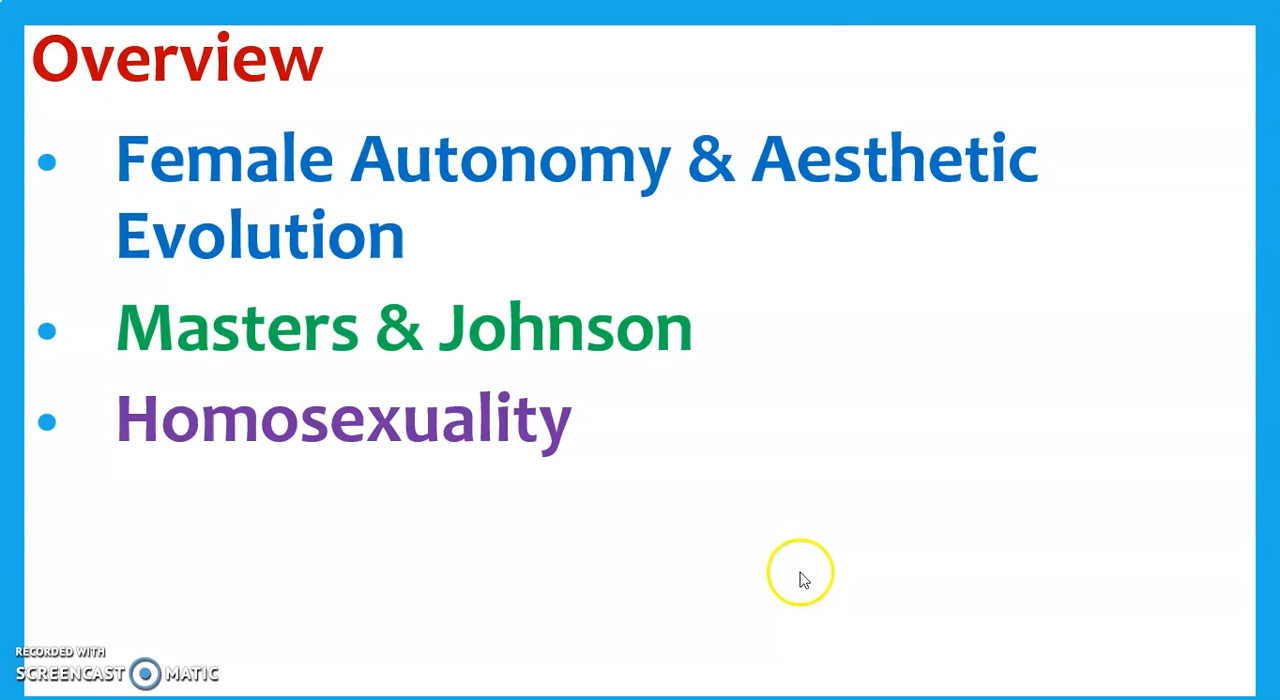 Overview
• Female Autonomy & Aesthetic
Evolution
• Masters & Johnson
• Homosexuality
RECORDED WITH
SCREENCAST MATIC